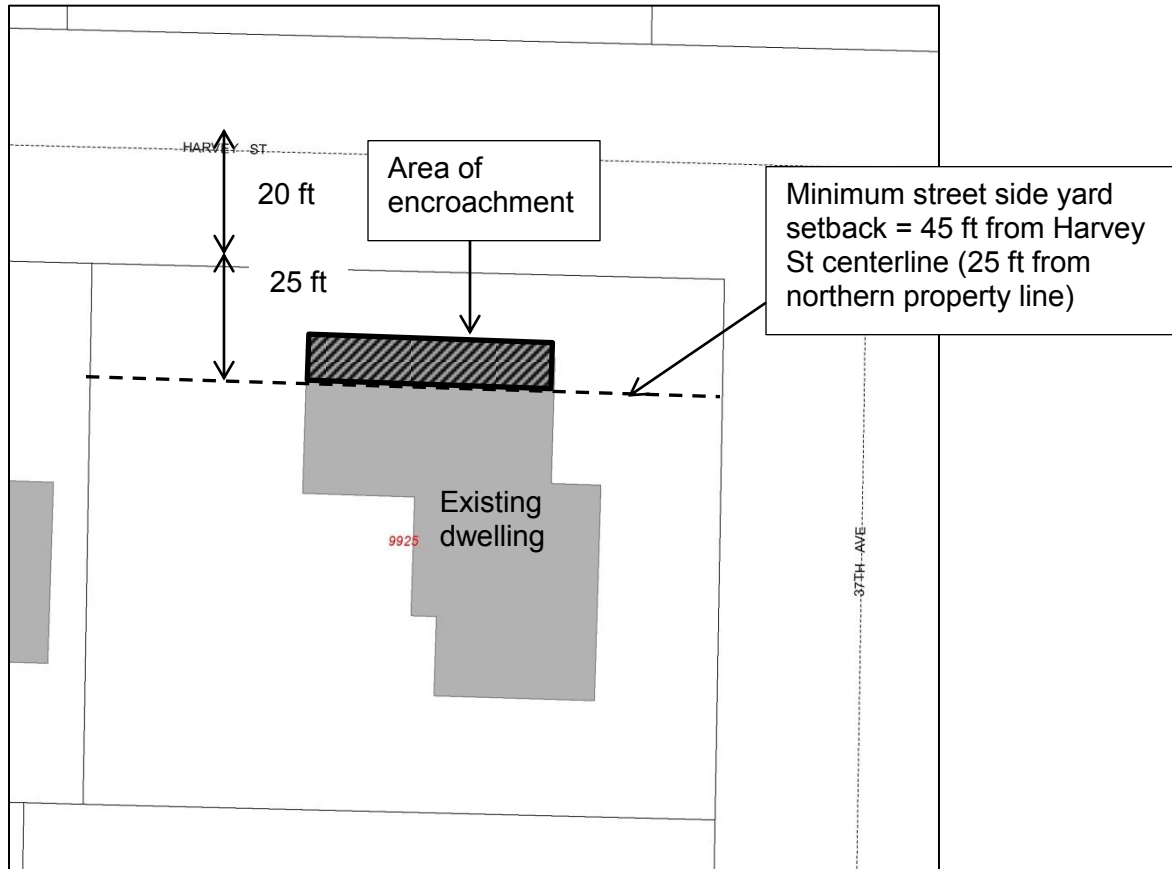 HARVEY ST
20 ft
Area of
encroachment
Minimum street side yard
setback = 45 ft from Harvey
St centerline (25 ft from
northern property line)
25 ft
Existing
dwelling
9925
37TH AVE